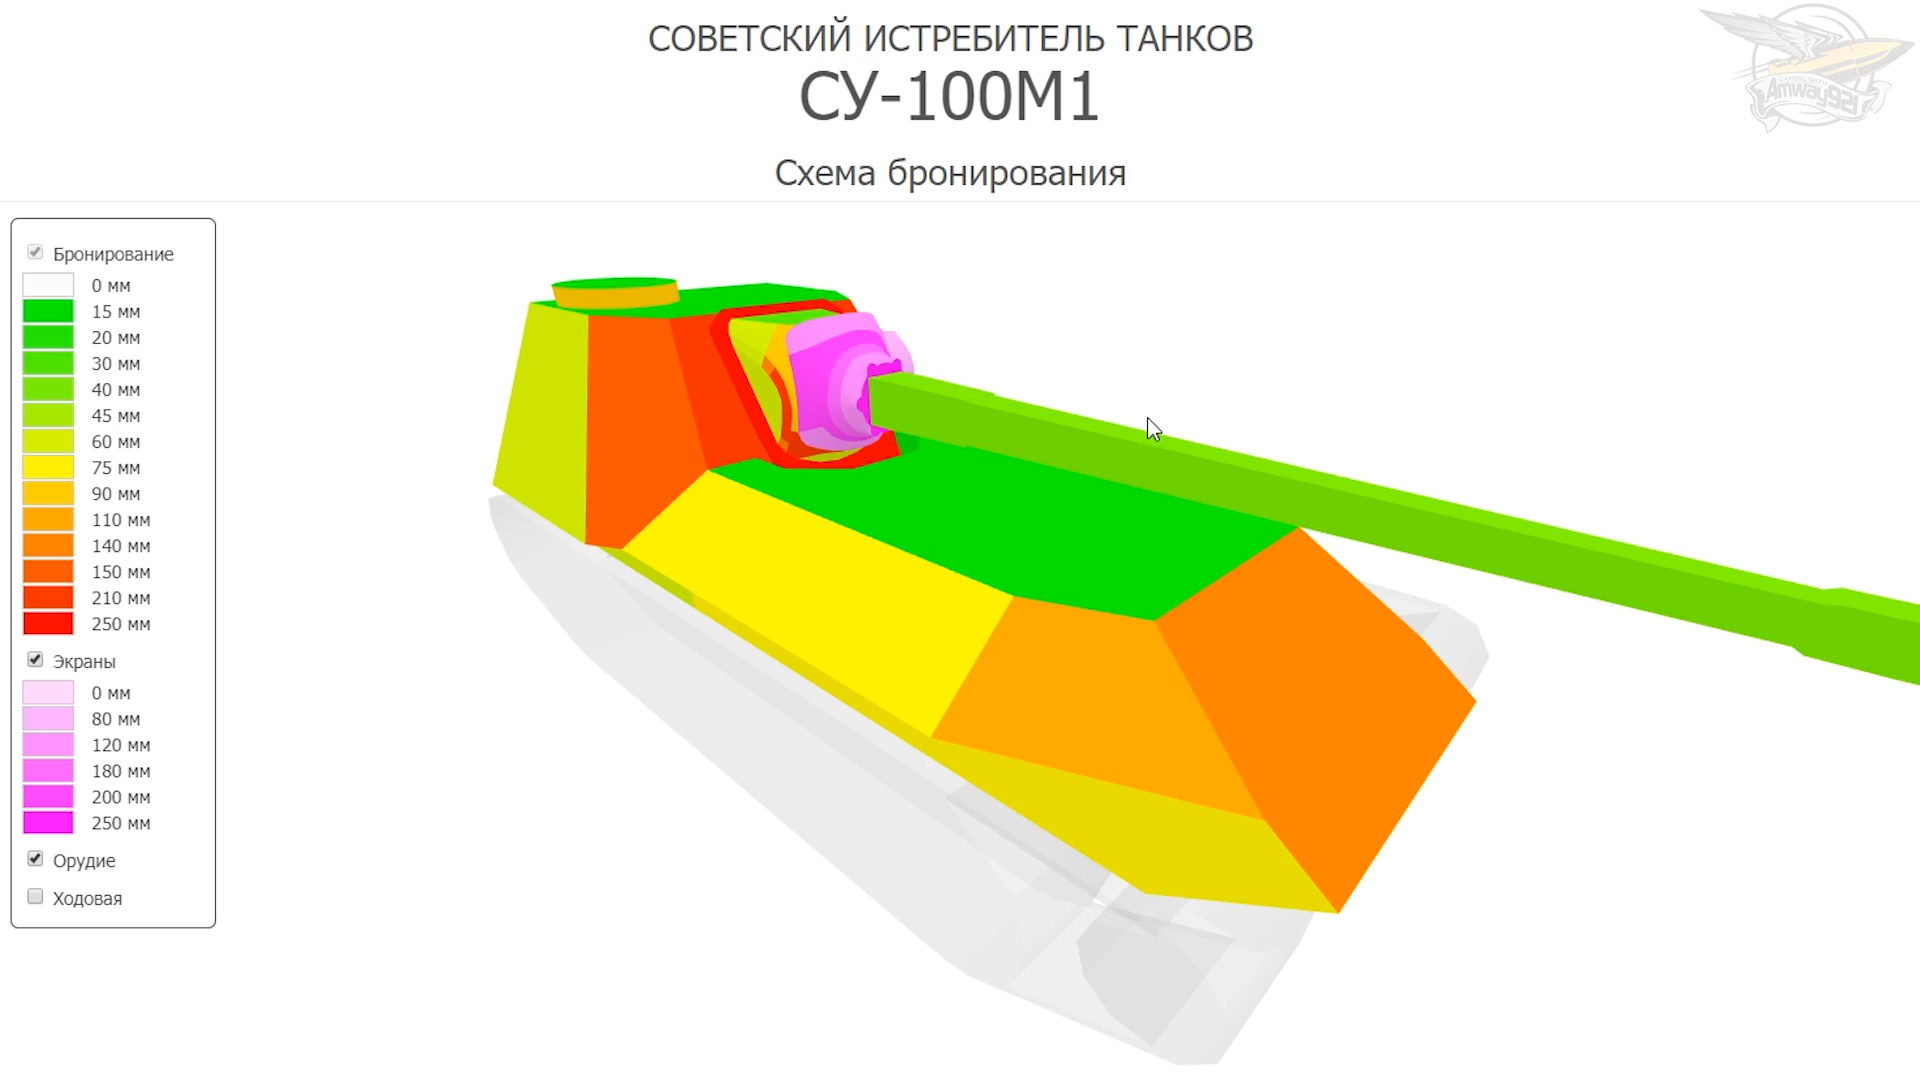 СОВЕТСКИЙ ИСТРЕБИТЕЛЬ ТАНКОВ
СУ-100М1
Схема бронирования
Amway921
Бронирование
0 мм
15 мм
20 мм
30 мм
40 мм
45 мм
60 мм
75 мм
90 мм
110 мм
140 мм
150 мм
210 мм
250 мм
Экраны
0 мм
80 мм
120 мм
180 мм
200 мм
250 мм
Орудие
Ходовая